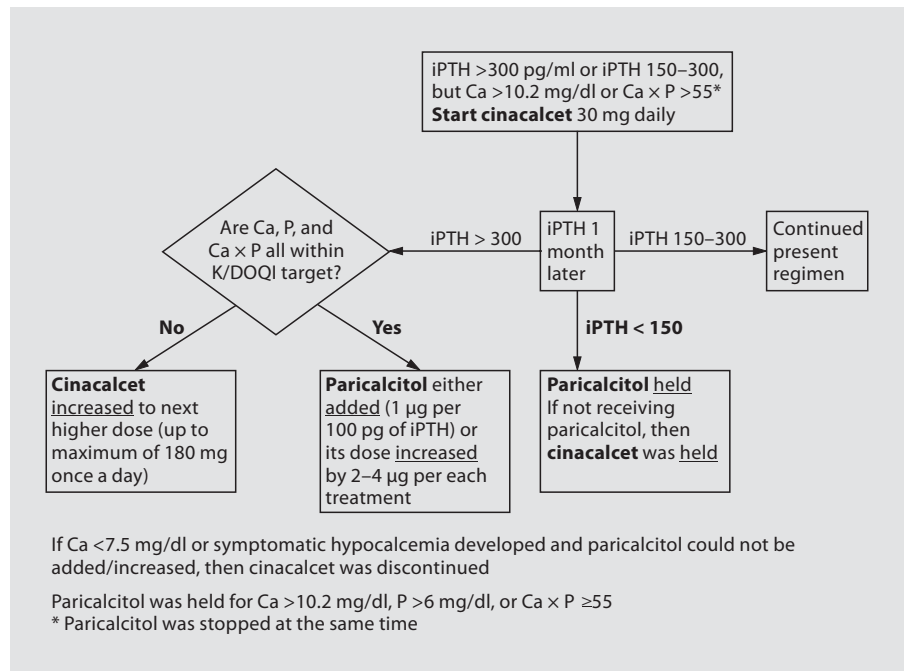 iPTH >300 pg/ml or iPTH 150–300,
but Ca >10.2 mg/dl or Ca × P >55*
Start cinacalcet 30 mg daily
Are Ca, P, and
Ca × P all within
K/DOQI target?
iPTH > 300
iPTH 1
month
later
iPTH 150–300
Continued
present
regimen
No
Yes
iPTH < 150
Cinacalcet
increased to next
higher dose (up to
maximum of 180 mg
once a day)
Paricalcitol either
added (1 µg per
100 pg of iPTH) or
its dose increased
by 2–4 µg per each
treatment
Paricalcitol held
If not receiving
paricalcitol, then
cinacalcet was held
If Ca <7.5 mg/dl or symptomatic hypocalcemia developed and paricalcitol could not be
added/increased, then cinacalcet was discontinued
Paricalcitol was held for Ca >10.2 mg/dl, P >6 mg/dl, or Ca × P ≥55
* Paricalcitol was stopped at the same time